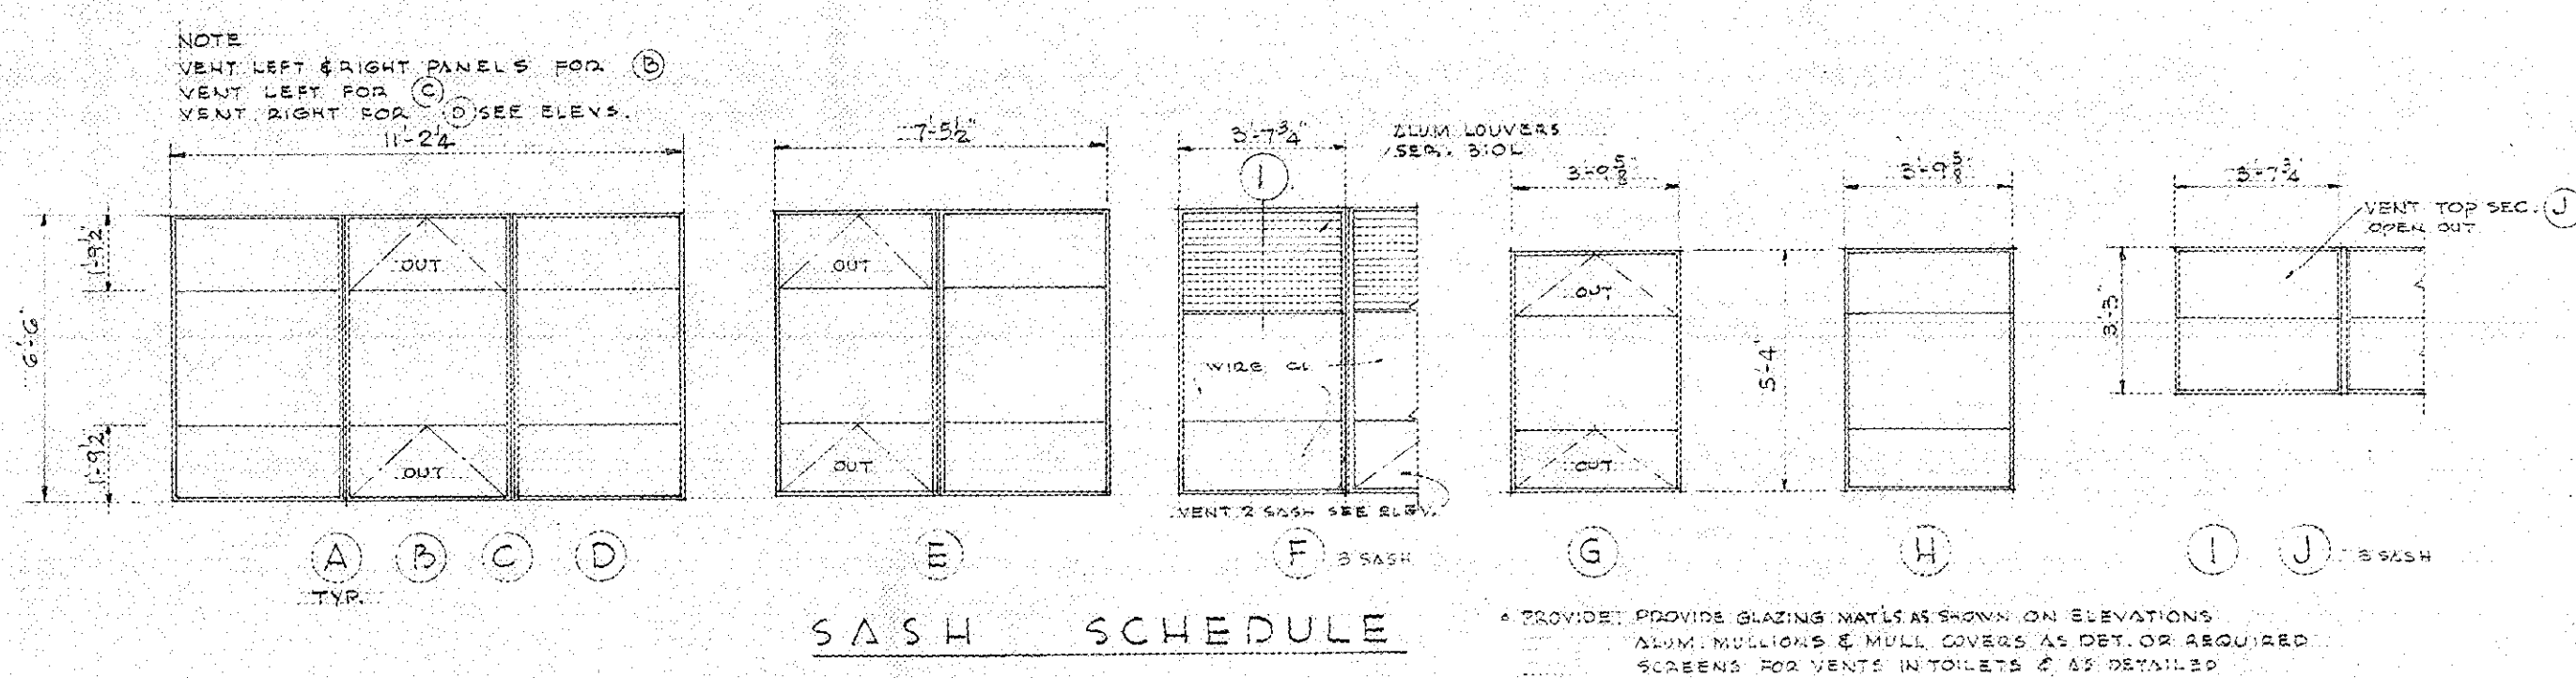 NOTE
VENT LEFT & RIGHT PANELS FOR B
VENT LEFT FOR C
VENT RIGHT FOR D SEE ELEVS.
11'-2¼"
7'-5½"
3'-7¾"
ALUM LOUVERS
SER. 310L
1
3'-9⅝"
3'-9⅝"
3'-7¾"
VENT TOP SEC. J
OPEN OUT
6'-6"
1'-9½"
1'-9½"
OUT
OUT
OUT
OUT
WIRE GL
OUT
OUT
5'-4"
3'-3"
VENT 2 SASH SEE ELEV.
A B C D
TYP.
E
F 3 SASH
G
H
I J 3 SASH
SASH SCHEDULE
PROVIDE: PROVIDE GLAZING MAT'LS AS SHOWN ON ELEVATIONS
ALUM. MULLIONS & MULL COVERS AS DET. OR REQUIRED
SCREENS FOR VENTS IN TOILETS & AS DETAILED